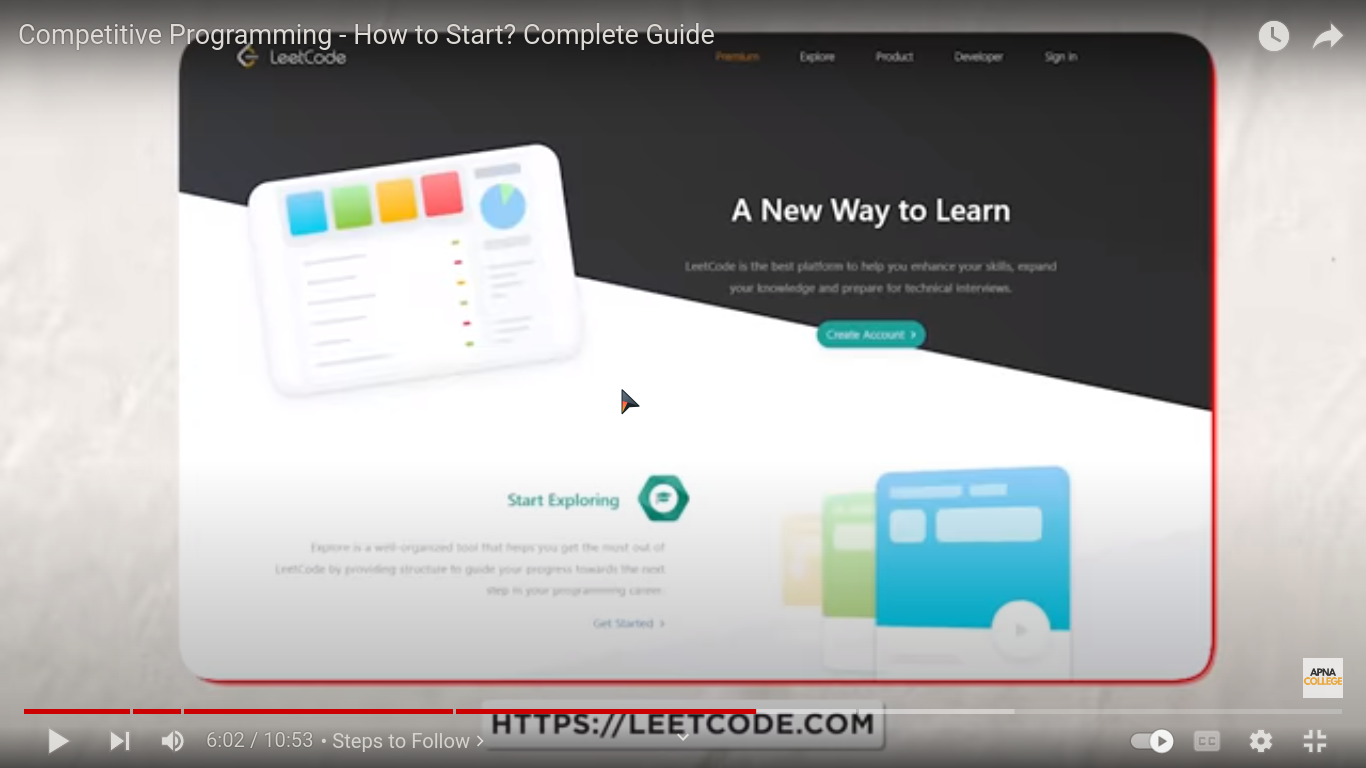 Competitive Programming - How to Start? Complete Guide
LeetCode
Premium Explore Product Developer Sign in
A New Way to Learn
LeetCode is the best platform to help you enhance your skills, expand
your knowledge and prepare for technical interviews.
Create Account >
Start Exploring
Explore is a well-organized tool that helps you get the most out of
LeetCode by providing structure to guide your progress towards the next
step in your programming career.
Get Started >
APNA
COLLEGE
HTTPS://LEETCODE.COM
6:02 / 10:53 • Steps to Follow >
CC